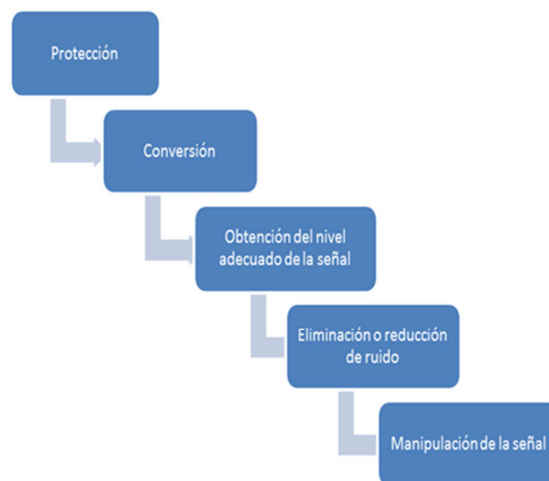 Protección
Conversión
Obtención del nivel
adecuado de la señal
Eliminación o reducción
de ruido
Manipulación de la señal